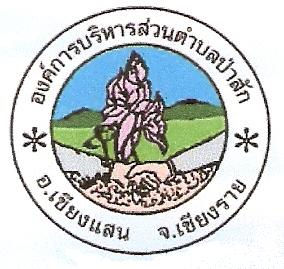 องค์การบริหารส่วนตำบลป่าสัก
อ.เชียงแสน จ.เชียงราย